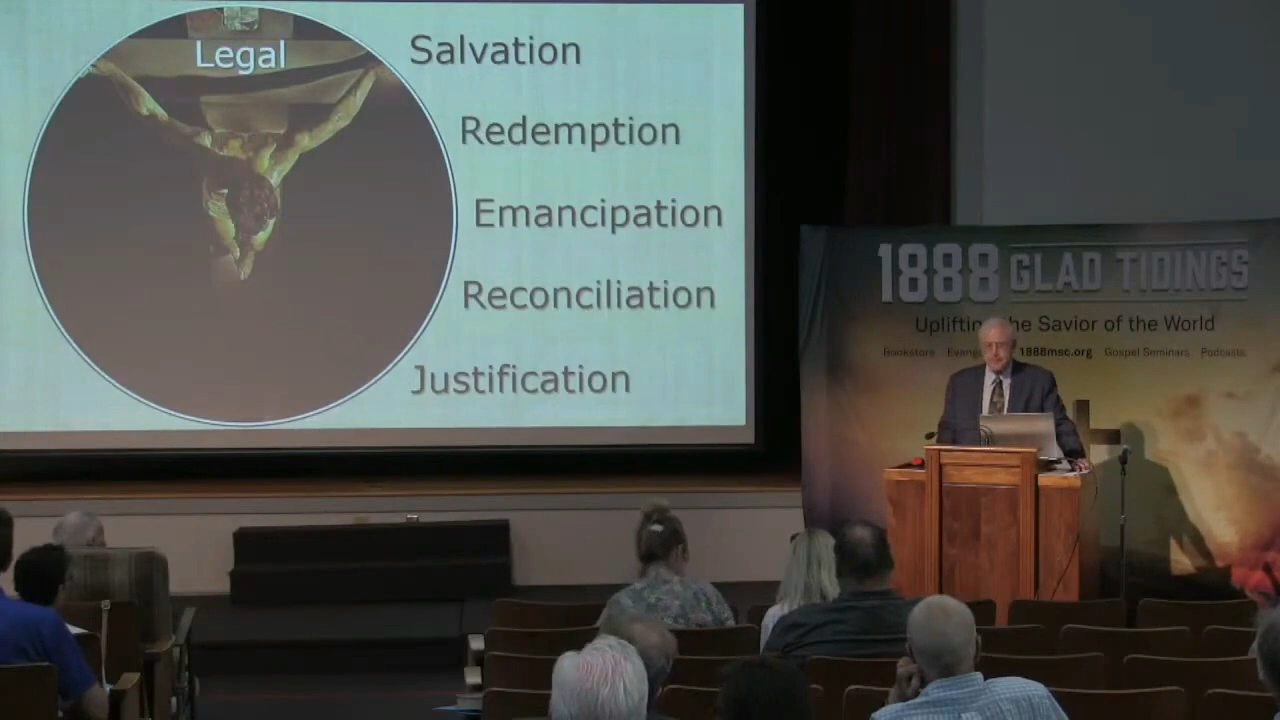 Legal
Salvation
Redemption
Emancipation
Reconciliation
Justification
1888 GLAD TIDINGS
Uplifting the Savior of the World
Bookstore 1888msc.org Gospel Seminars Podcasts